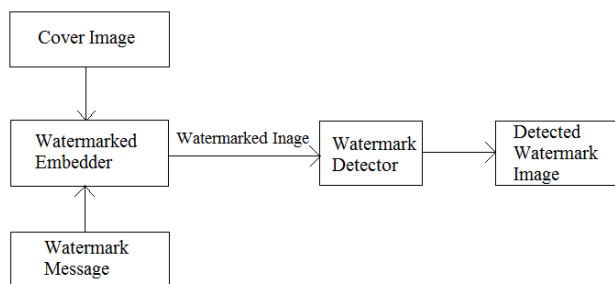 Cover Image
Watermarked
Embedder
Watermarked Inage
Watermark
Detector
Detected
Watermark
Image
Watermark
Message